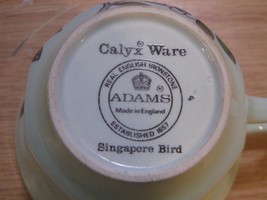 Calyx Ware
REAL ENGLISH IRONSTONE
ADAMS
Made in England
ESTABLISHED 1657
Singapore Bird